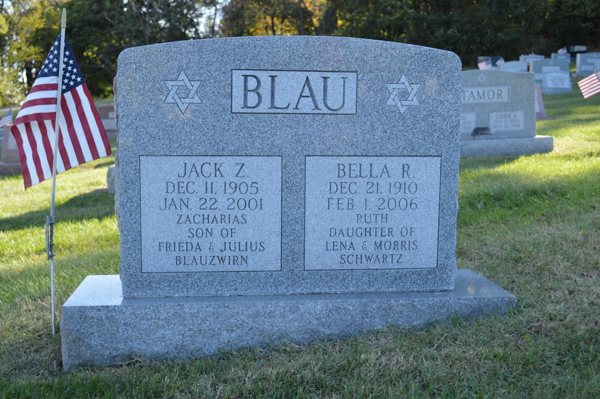 BLAU
JACK Z.
DEC. 11, 1905
JAN. 22, 2001
ZACHARIAS
SON OF
FRIEDA & JULIUS
BLAUZWIRN
BELLA R.
DEC. 21, 1910
FEB. 1, 2006
RUTH
DAUGHTER OF
LENA & MORRIS
SCHWARTZ
TAMOR